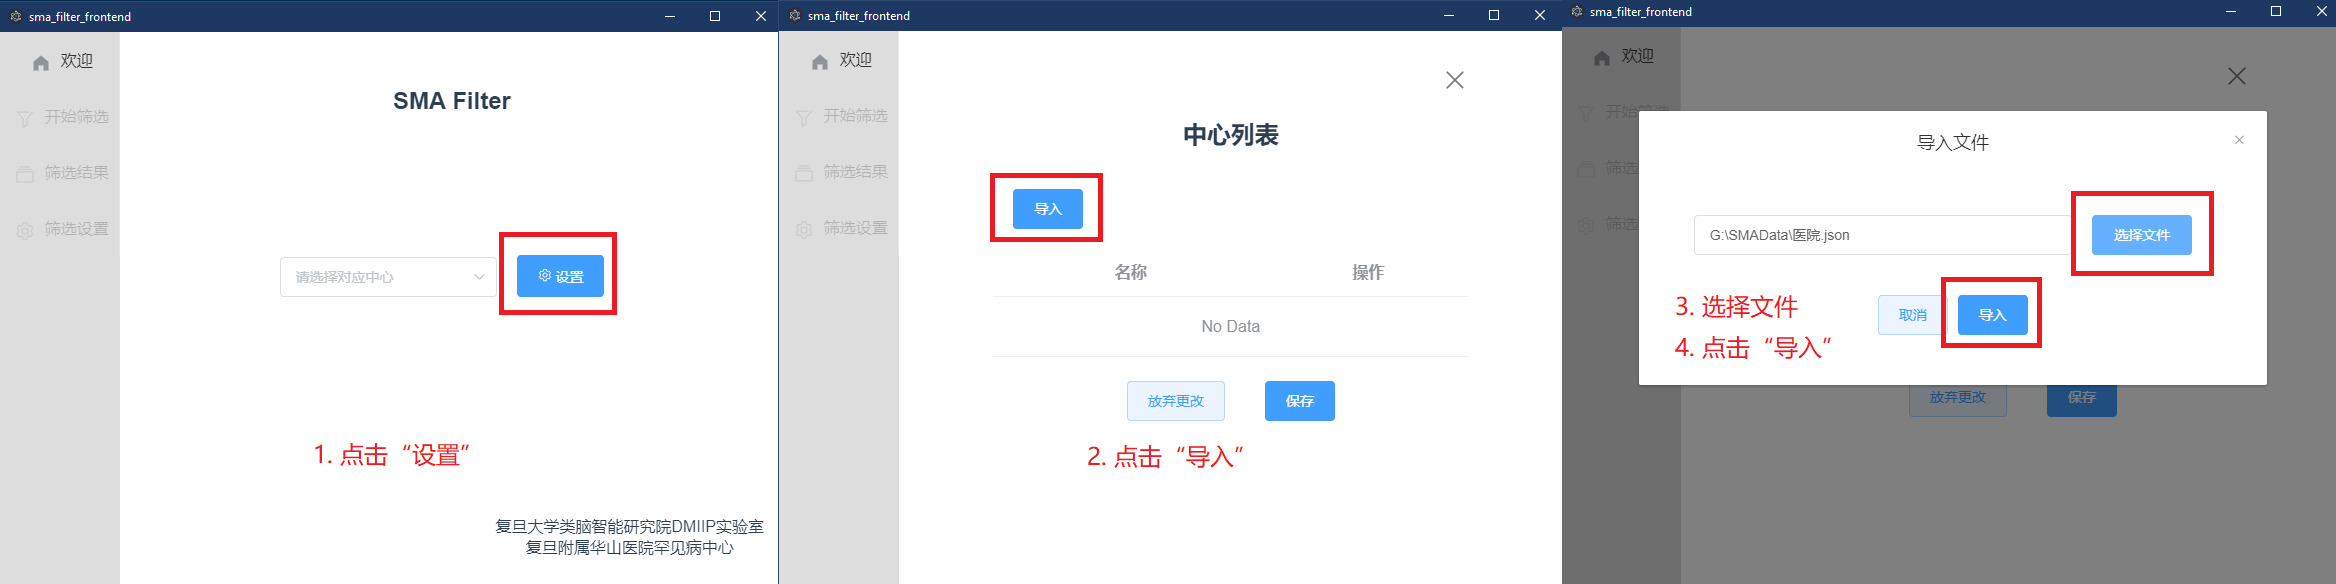 sma_filter_frontend
欢迎
开始筛选
筛选结果
筛选设置
SMA Filter
请选择对应中心
设置
1. 点击“设置”
复旦大学类脑智能研究院DMIIP实验室
复旦附属华山医院罕见病中心
sma_filter_frontend
欢迎
开始筛选
筛选结果
筛选设置
中心列表
导入
名称 操作
No Data
放弃更改 保存
2. 点击“导入”
sma_filter_frontend
欢迎
开始筛选
筛选
筛选
导入文件
G:\SMAData\医院.json
选择文件
3. 选择文件
取消 导入
4. 点击“导入”
放弃更改 保存